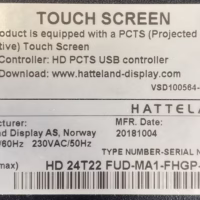 TOUCH SCREEN
oduct is equipped with a PCTS (Projected
tive) Touch Screen
Controller: HD PCTS USB controller
Download: www.hatteland-display.com
VSD100564-
HATTELA
urer: MFR-DATE:
nd Display AS, Norway 20181004
/60Hz 230VAC/50Hz
TYPE NUMBER-SERIAL N
max) HD 24T22 FUD-MA1-FHGP-